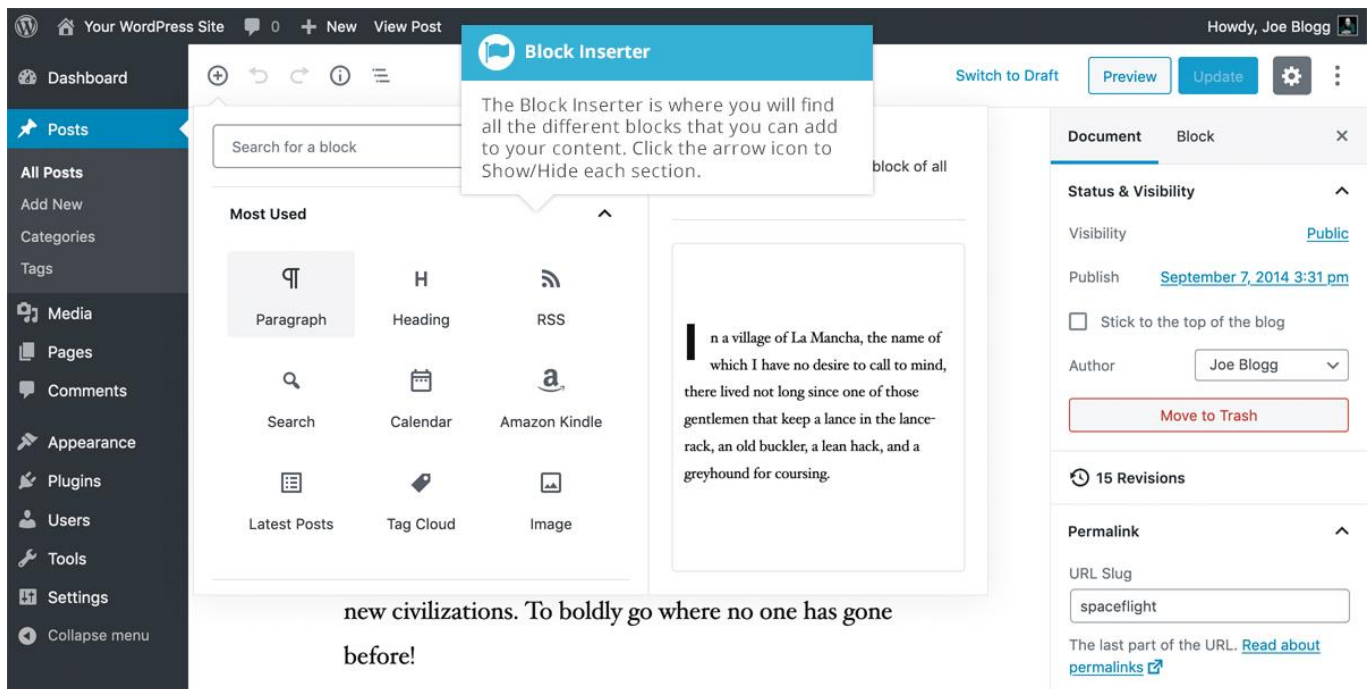 Your WordPress Site 0 New View Post Howdy, Joe Blogg
Dashboard
Posts
All Posts
Add New
Categories
Tags
Media
Pages
Comments
Appearance
Plugins
Users
Tools
Settings
Collapse menu
Switch to Draft Preview Update
Block Inserter
The Block Inserter is where you will find
all the different blocks that you can add
to your content. Click the arrow icon to
Show/Hide each section.
Search for a block
block of all
Most Used
Paragraph Heading RSS
Search Calendar Amazon Kindle
Latest Posts Tag Cloud Image
In a village of La Mancha, the name of
which I have no desire to call to mind,
there lived not long since one of those
gentlemen that keep a lance in the lance-
rack, an old buckler, a lean hack, and a
greyhound for coursing.
new civilizations. To boldly go where no one has gone
before!
Document Block
Status & Visibility
Visibility Public
Publish September 7, 2014 3:31 pm
Stick to the top of the blog
Author Joe Blogg
Move to Trash
15 Revisions
Permalink
URL Slug
spaceflight
The last part of the URL. Read about
permalinks